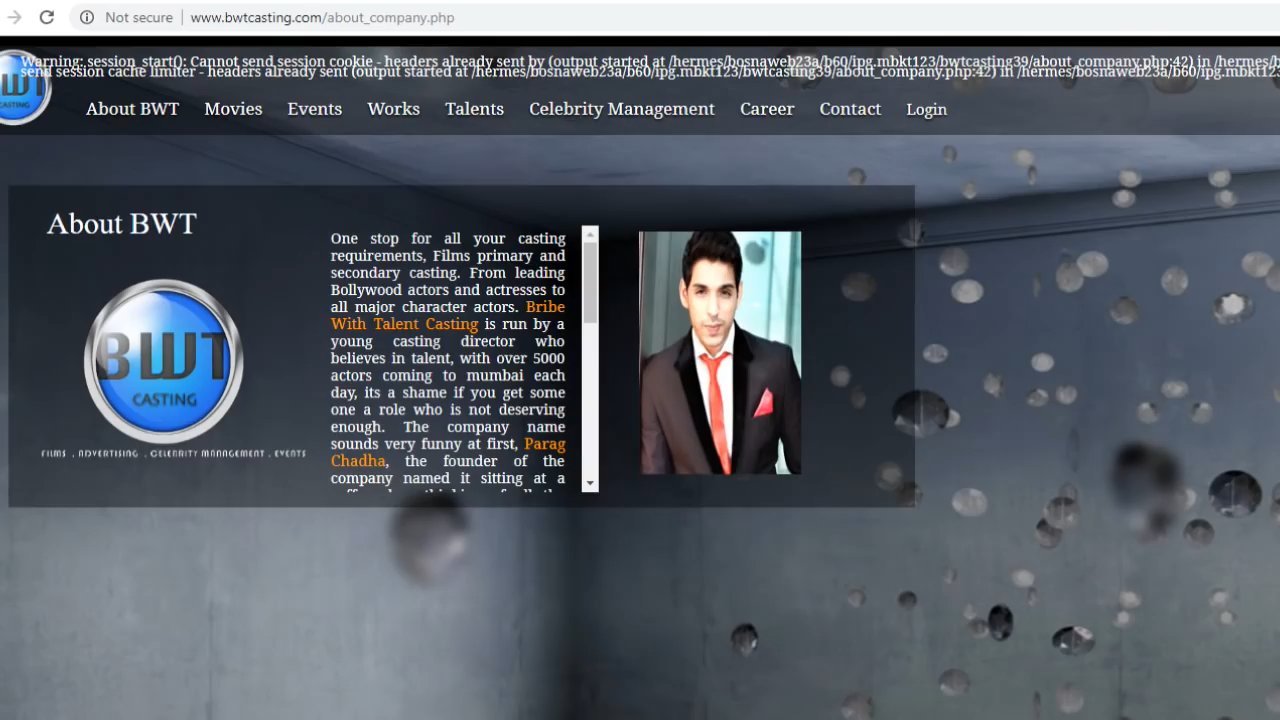 Not secure | www.bwtcasting.com/about_company.php
Warning: session_start(): Cannot send session cookie - headers already sent by (output started at /hermes/bosnaweb23a/b60/ipg.mbkt123/bwtcasting39/about_company.php:42) in /hermes/b
send session cache limiter - headers already sent (output started at /hermes/bosnaweb23a/b60/ipg.mbkt123/bwtcasting39/about_company.php:42) in /hermes/bosnaweb23a/b60/ipg.mbkt123
CASTING
About BWT Movies Events Works Talents Celebrity Management Career Contact Login
About BWT
BWT
CASTING
FILMS . ADVERTISING . CELEBRITY MANAGEMENT . EVENTS
One stop for all your casting
requirements, Films primary and
secondary casting. From leading
Bollywood actors and actresses to
all major character actors. Bribe
With Talent Casting is run by a
young casting director who
believes in talent, with over 5000
actors coming to mumbai each
day, its a shame if you get some
one a role who is not deserving
enough. The company name
sounds very funny at first, Parag
Chadha, the founder of the
company named it sitting at a